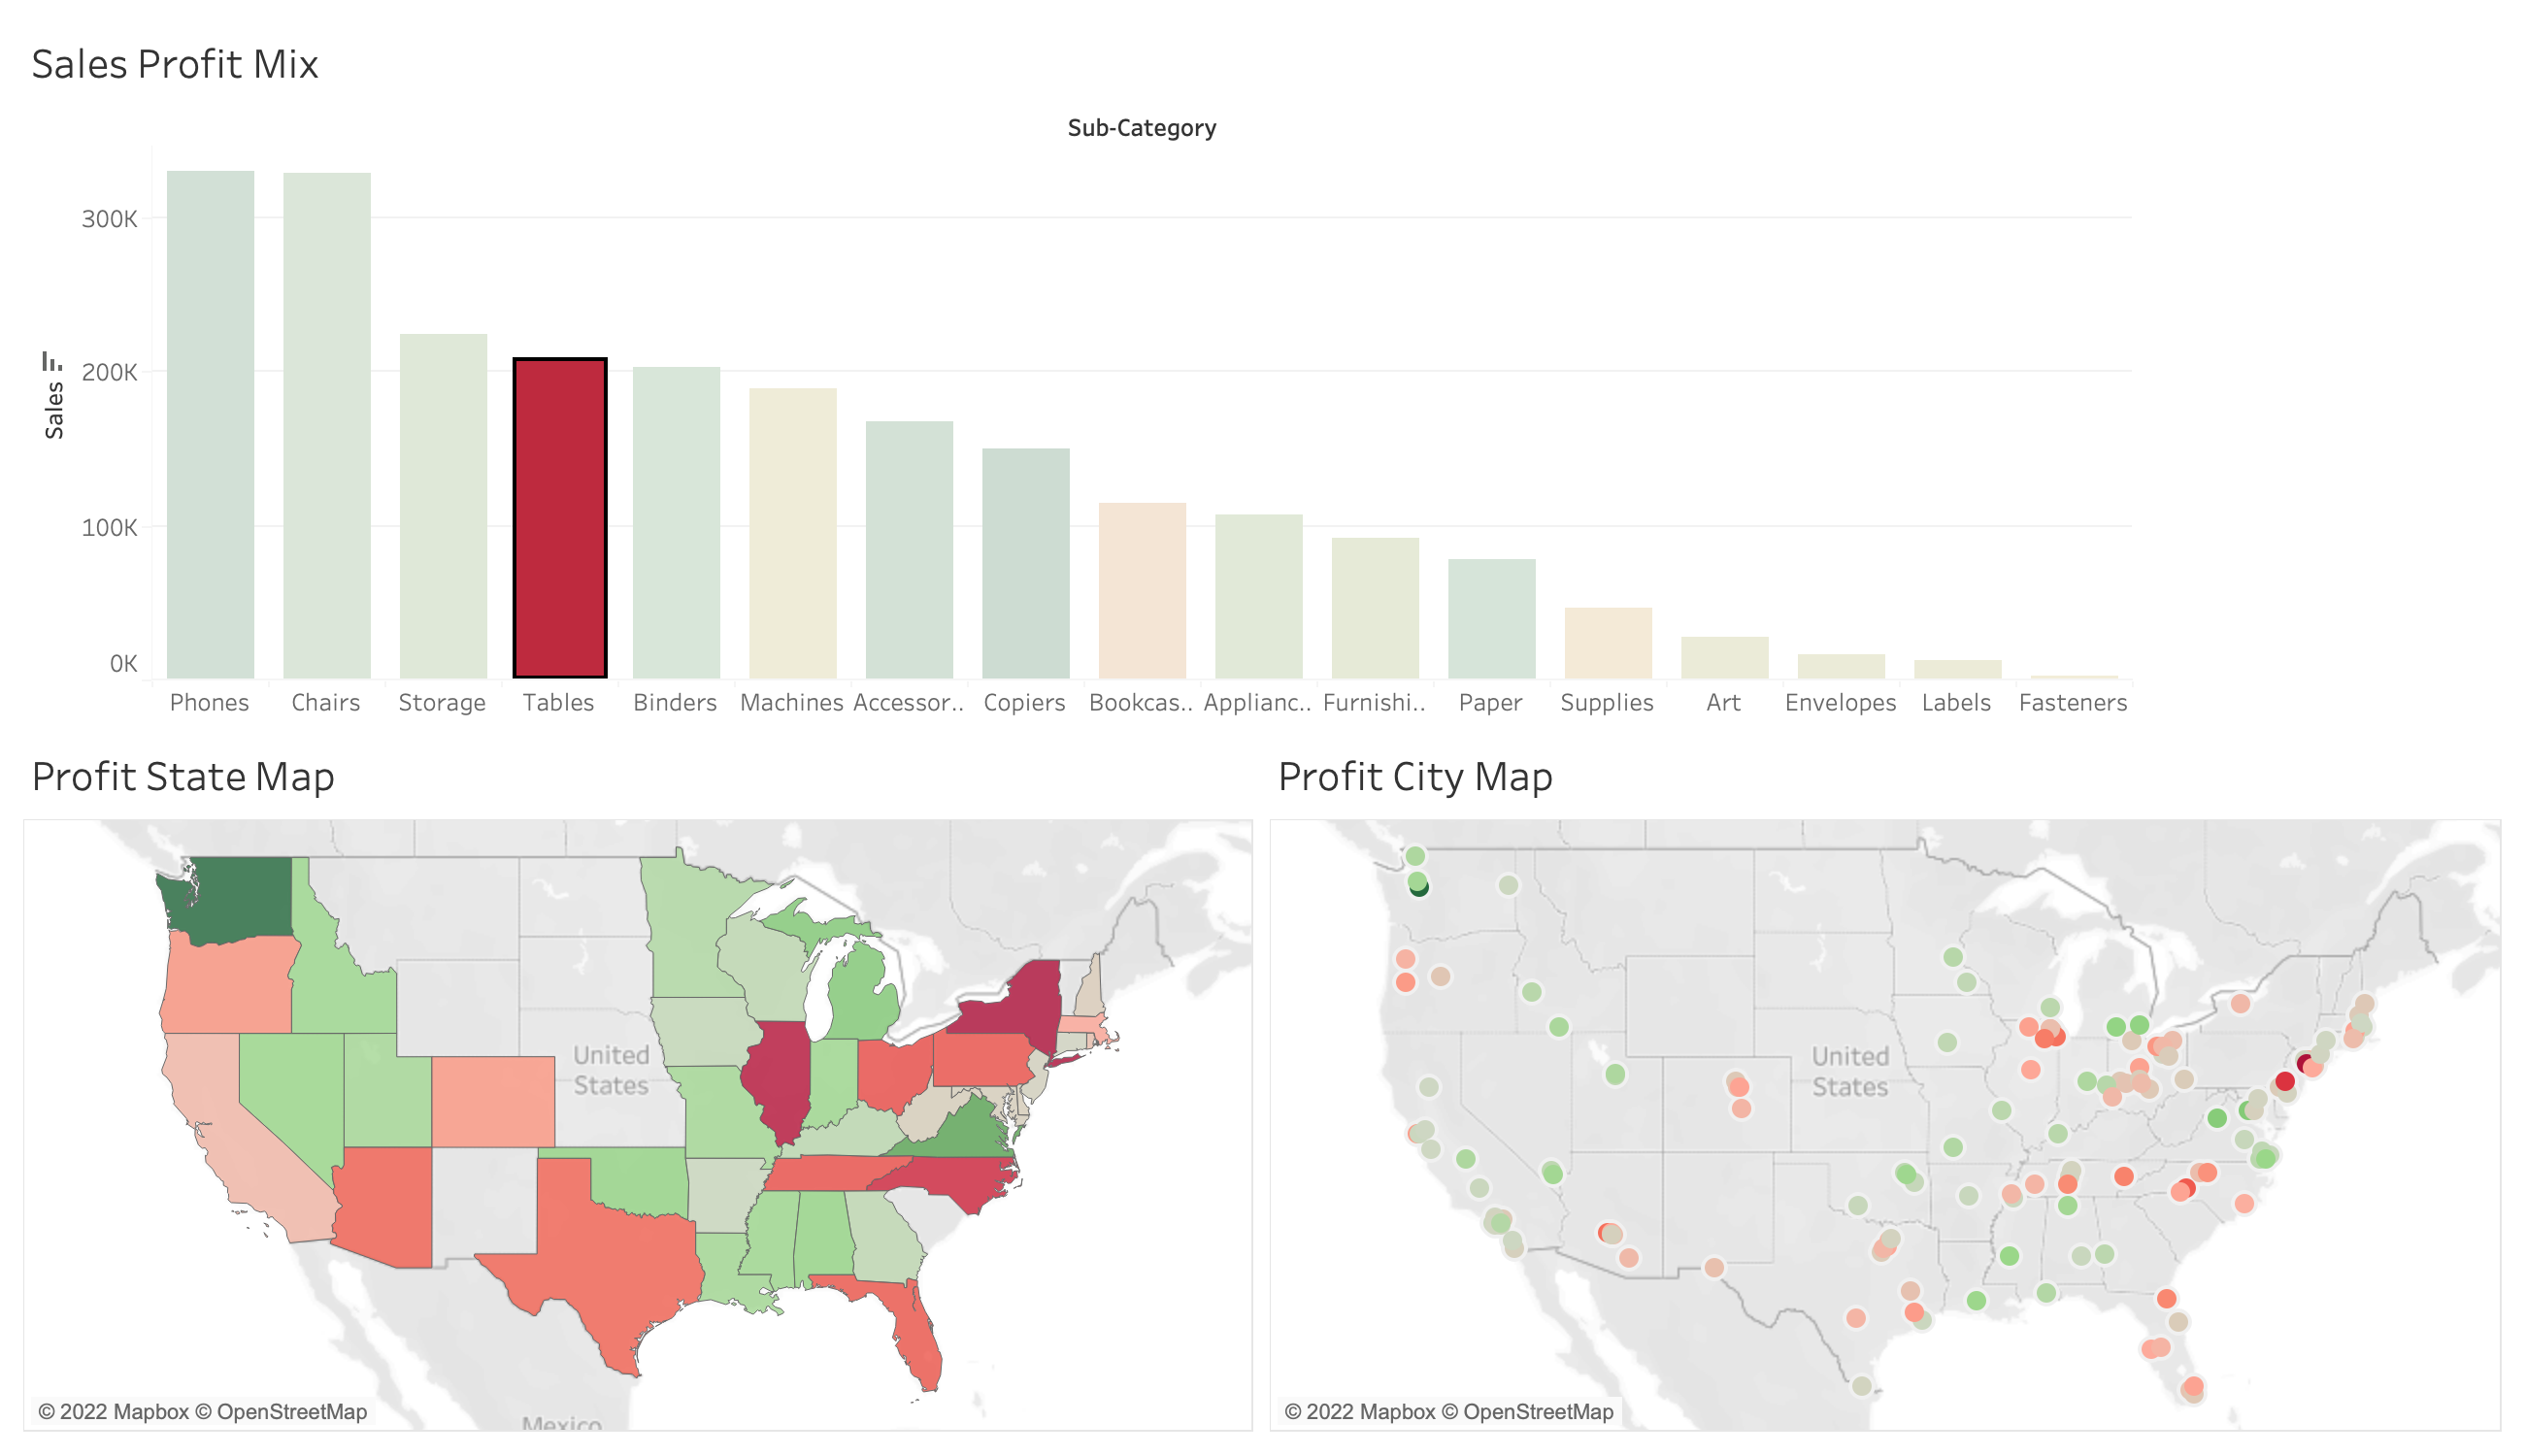 Sales Profit Mix
Sub-Category
300K
200K
100K
0K
Sales
Phones Chairs Storage Tables Binders Machines Accessor.. Copiers Bookcas.. Applianc.. Furnishi.. Paper Supplies Art Envelopes Labels Fasteners
Profit State Map
Profit City Map
United
States
Mexico
© 2022 Mapbox © OpenStreetMap
United
States
© 2022 Mapbox © OpenStreetMap